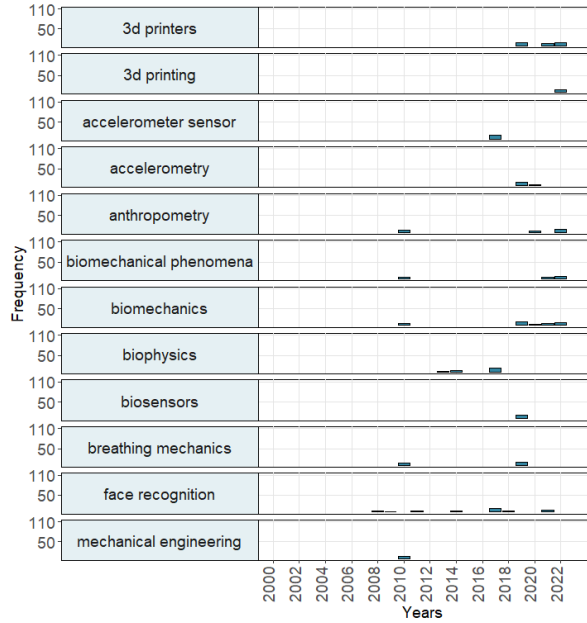 110
50
3d printers
110
50
3d printing
110
50
accelerometer sensor
110
50
accelerometry
110
50
anthropometry
110
50
biomechanical phenomena
110
50
biomechanics
110
50
biophysics
110
50
biosensors
110
50
breathing mechanics
110
50
face recognition
110
50
mechanical engineering
Frequency
2000 2002 2004 2006 2008 2010 2012 2014 2016 2018 2020 2022
Years